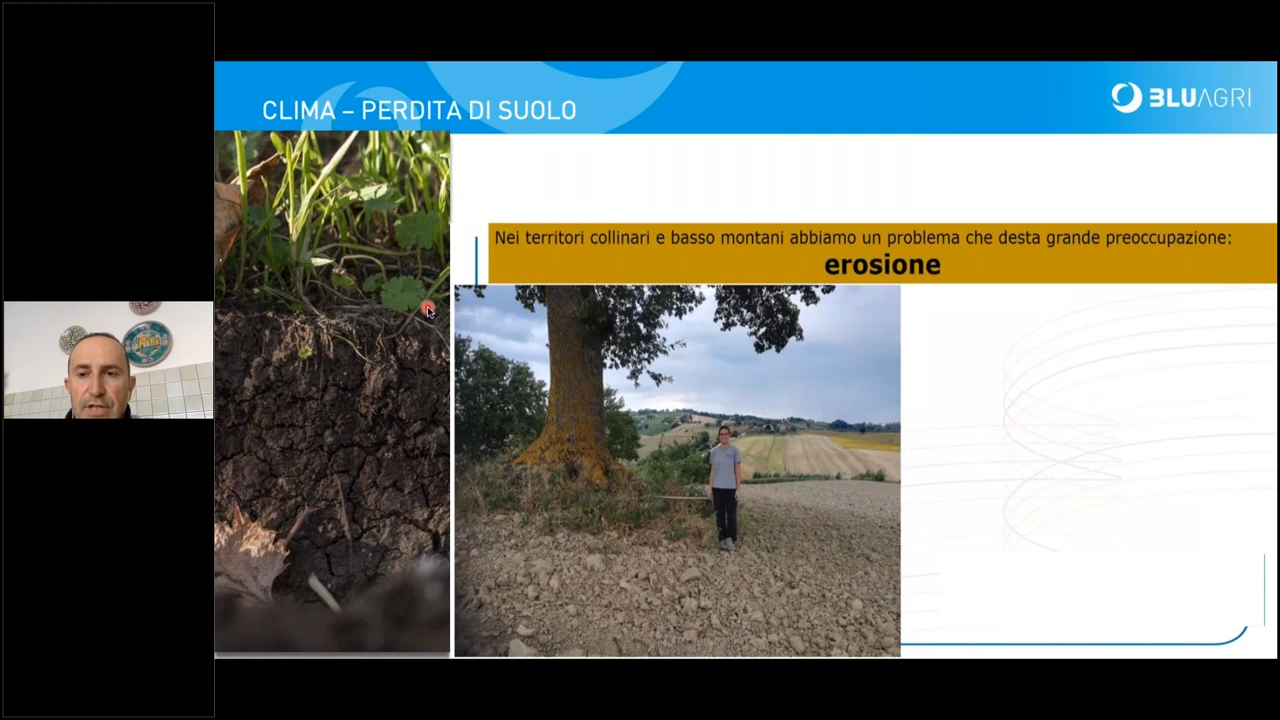 CLIMA – PERDITA DI SUOLO
BLUAGRI
Nei territori collinari e basso montani abbiamo un problema che desta grande preoccupazione:
erosione